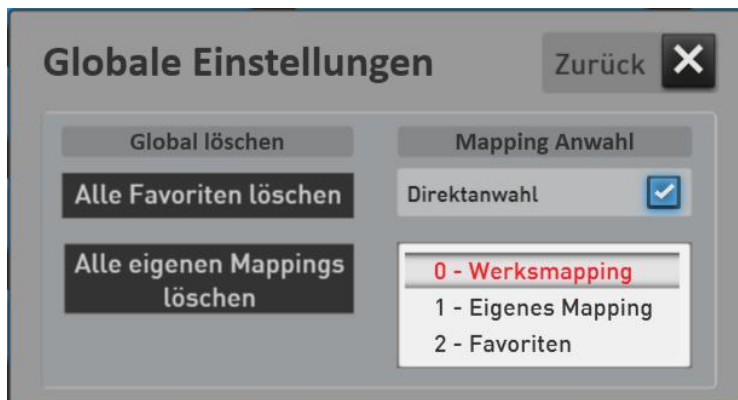 Globale Einstellungen
Zurück
Global löschen
Alle Favoriten löschen
Alle eigenen Mappings
löschen
Mapping Anwahl
Direktanwahl
0 - Werksmapping
1 - Eigenes Mapping
2 - Favoriten